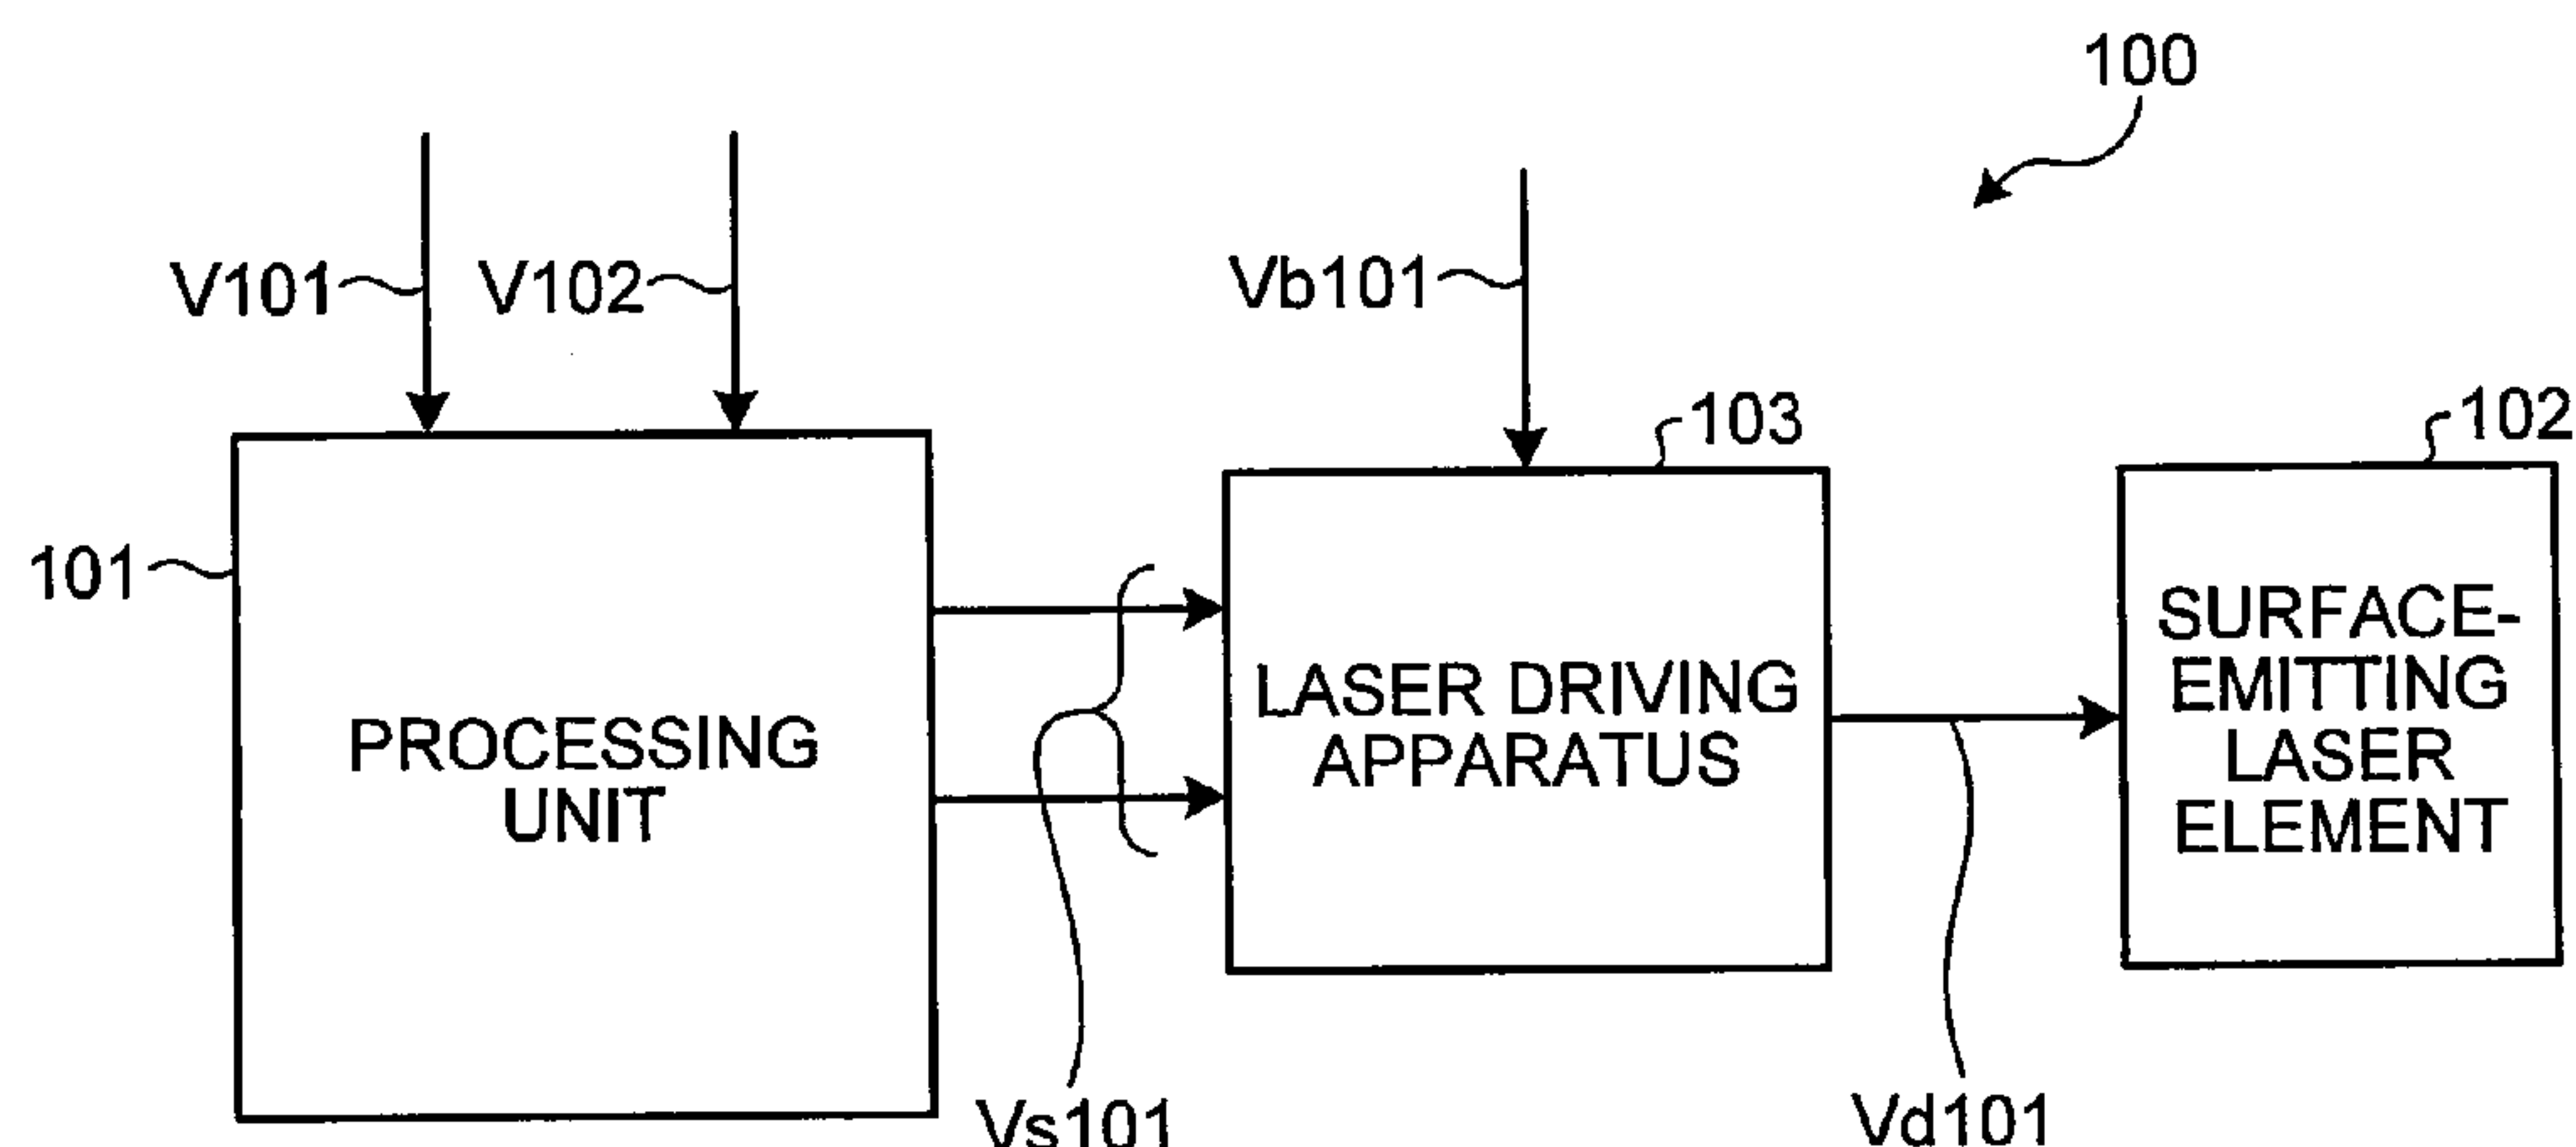 100
V101
V102
Vb101
103
102
101
PROCESSING
UNIT
LASER DRIVING
APPARATUS
SURFACE-
EMITTING
LASER
ELEMENT
Vs101
Vd101